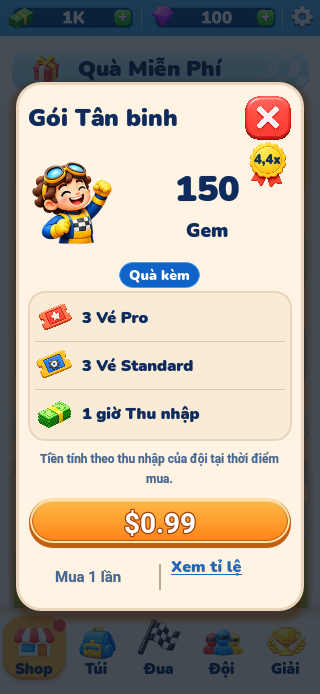 1K
100
Quà Miễn Phí
Gói Tân binh
4,4x
150
Gem
Quà kèm
3 Vé Pro
3 Vé Standard
1 giờ Thu nhập
Tiền tính theo thu nhập của đội tại thời điểm
mua.
$0.99
Mua 1 lần
Xem tỉ lệ
Shop
Túi
Đua
Đội
Giải